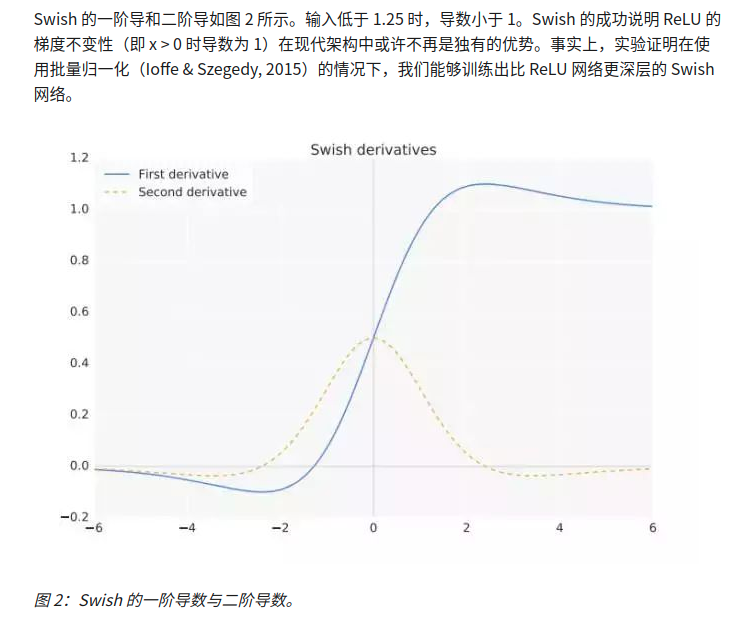 Swish 的一阶导和二阶导如图 2 所示。输入低于 1.25 时，导数小于 1。Swish 的成功说明 ReLU 的
梯度不变性（即 x > 0 时导数为 1）在现代架构中或许不再是独有的优势。事实上，实验证明在使
用批量归一化（Ioffe & Szegedy, 2015）的情况下，我们能够训练出比 ReLU 网络更深层的 Swish
网络。
Swish derivatives
First derivative
Second derivative
1.2
1.0
0.8
0.6
0.4
0.2
0.0
−0.2
−6 −4 −2 0 2 4 6
图 2：Swish 的一阶导数与二阶导数。